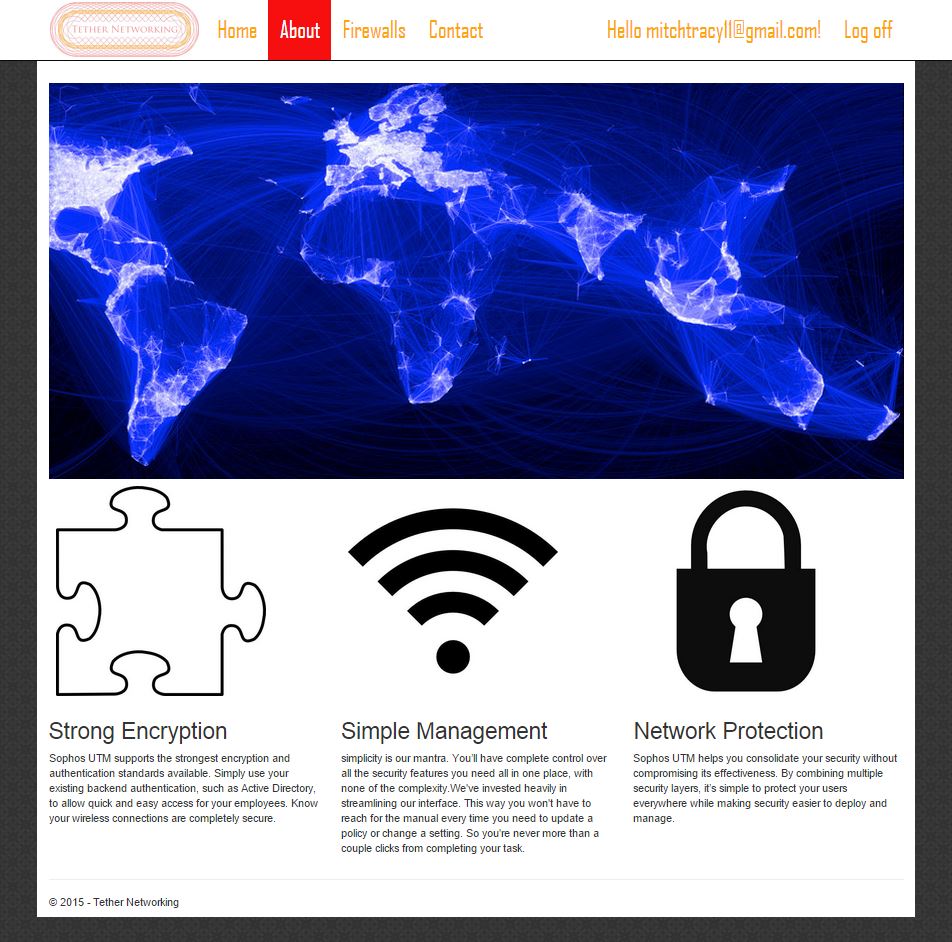 TETHER NETWORKING
Home About Firewalls Contact Hello mitchtracy11@gmail.com! Log off
Strong Encryption
Sophos UTM supports the strongest encryption and
authentication standards available. Simply use your
existing backend authentication, such as Active Directory,
to allow quick and easy access for your employees. Know
your wireless connections are completely secure.
Simple Management
simplicity is our mantra. You'll have complete control over
all the security features you need all in one place, with
none of the complexity.We've invested heavily in
streamlining our interface. This way you won't have to
reach for the manual every time you need to update a
policy or change a setting. So you're never more than a
couple clicks from completing your task.
Network Protection
Sophos UTM helps you consolidate your security without
compromising its effectiveness. By combining multiple
security layers, it's simple to protect your users
everywhere while making security easier to deploy and
manage.
© 2015 - Tether Networking